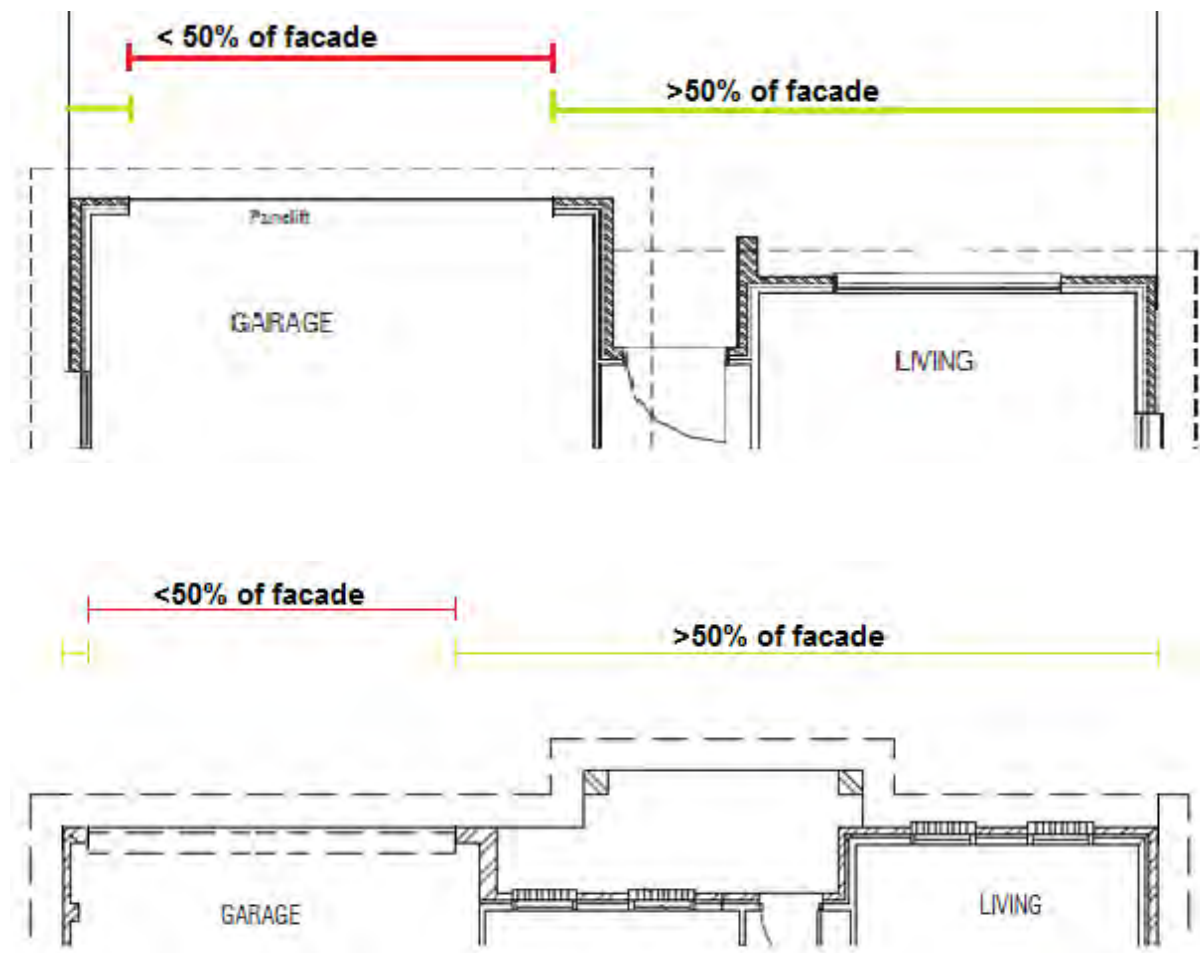 < 50% of facade
>50% of facade
Panelift
GARAGE
LIVING
<50% of facade
>50% of facade
GARAGE
LIVING